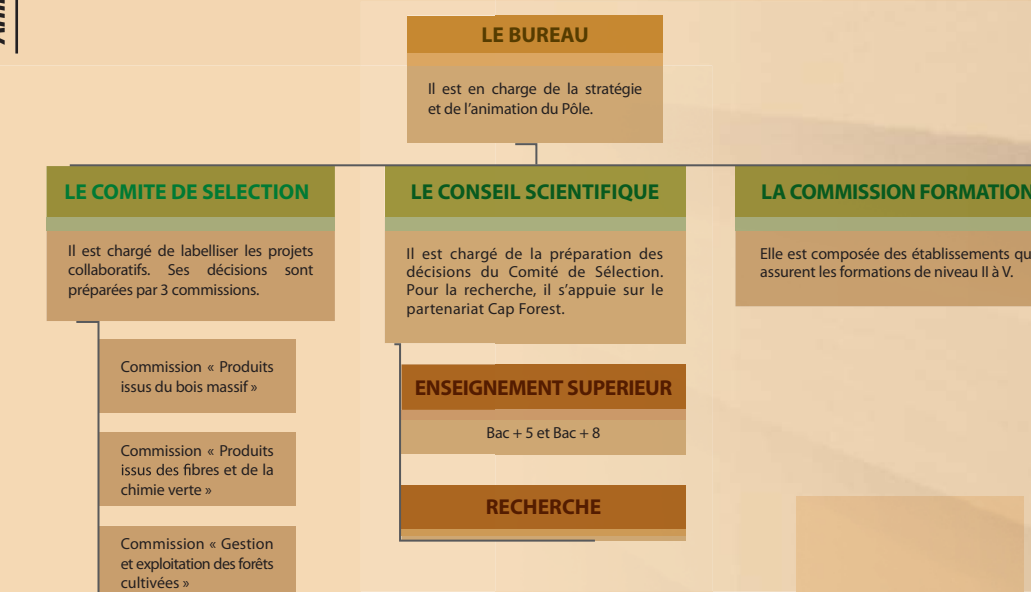 LE BUREAU
Il est en charge de la stratégie
et de l'animation du Pôle.
LE COMITE DE SELECTION
Il est chargé de labelliser les projets
collaboratifs. Ses décisions sont
préparées par 3 commissions.
Commission « Produits
issus du bois massif »
Commission « Produits
issus des fibres et de la
chimie verte »
Commission « Gestion
et exploitation des forêts
cultivées »
LE CONSEIL SCIENTIFIQUE
Il est chargé de la préparation des
décisions du Comité de Sélection.
Pour la recherche, il s'appuie sur le
partenariat Cap Forest.
ENSEIGNEMENT SUPERIEUR
Bac + 5 et Bac + 8
RECHERCHE
LA COMMISSION FORMATION
Elle est composée des établissements qu
assurent les formations de niveau II à V.